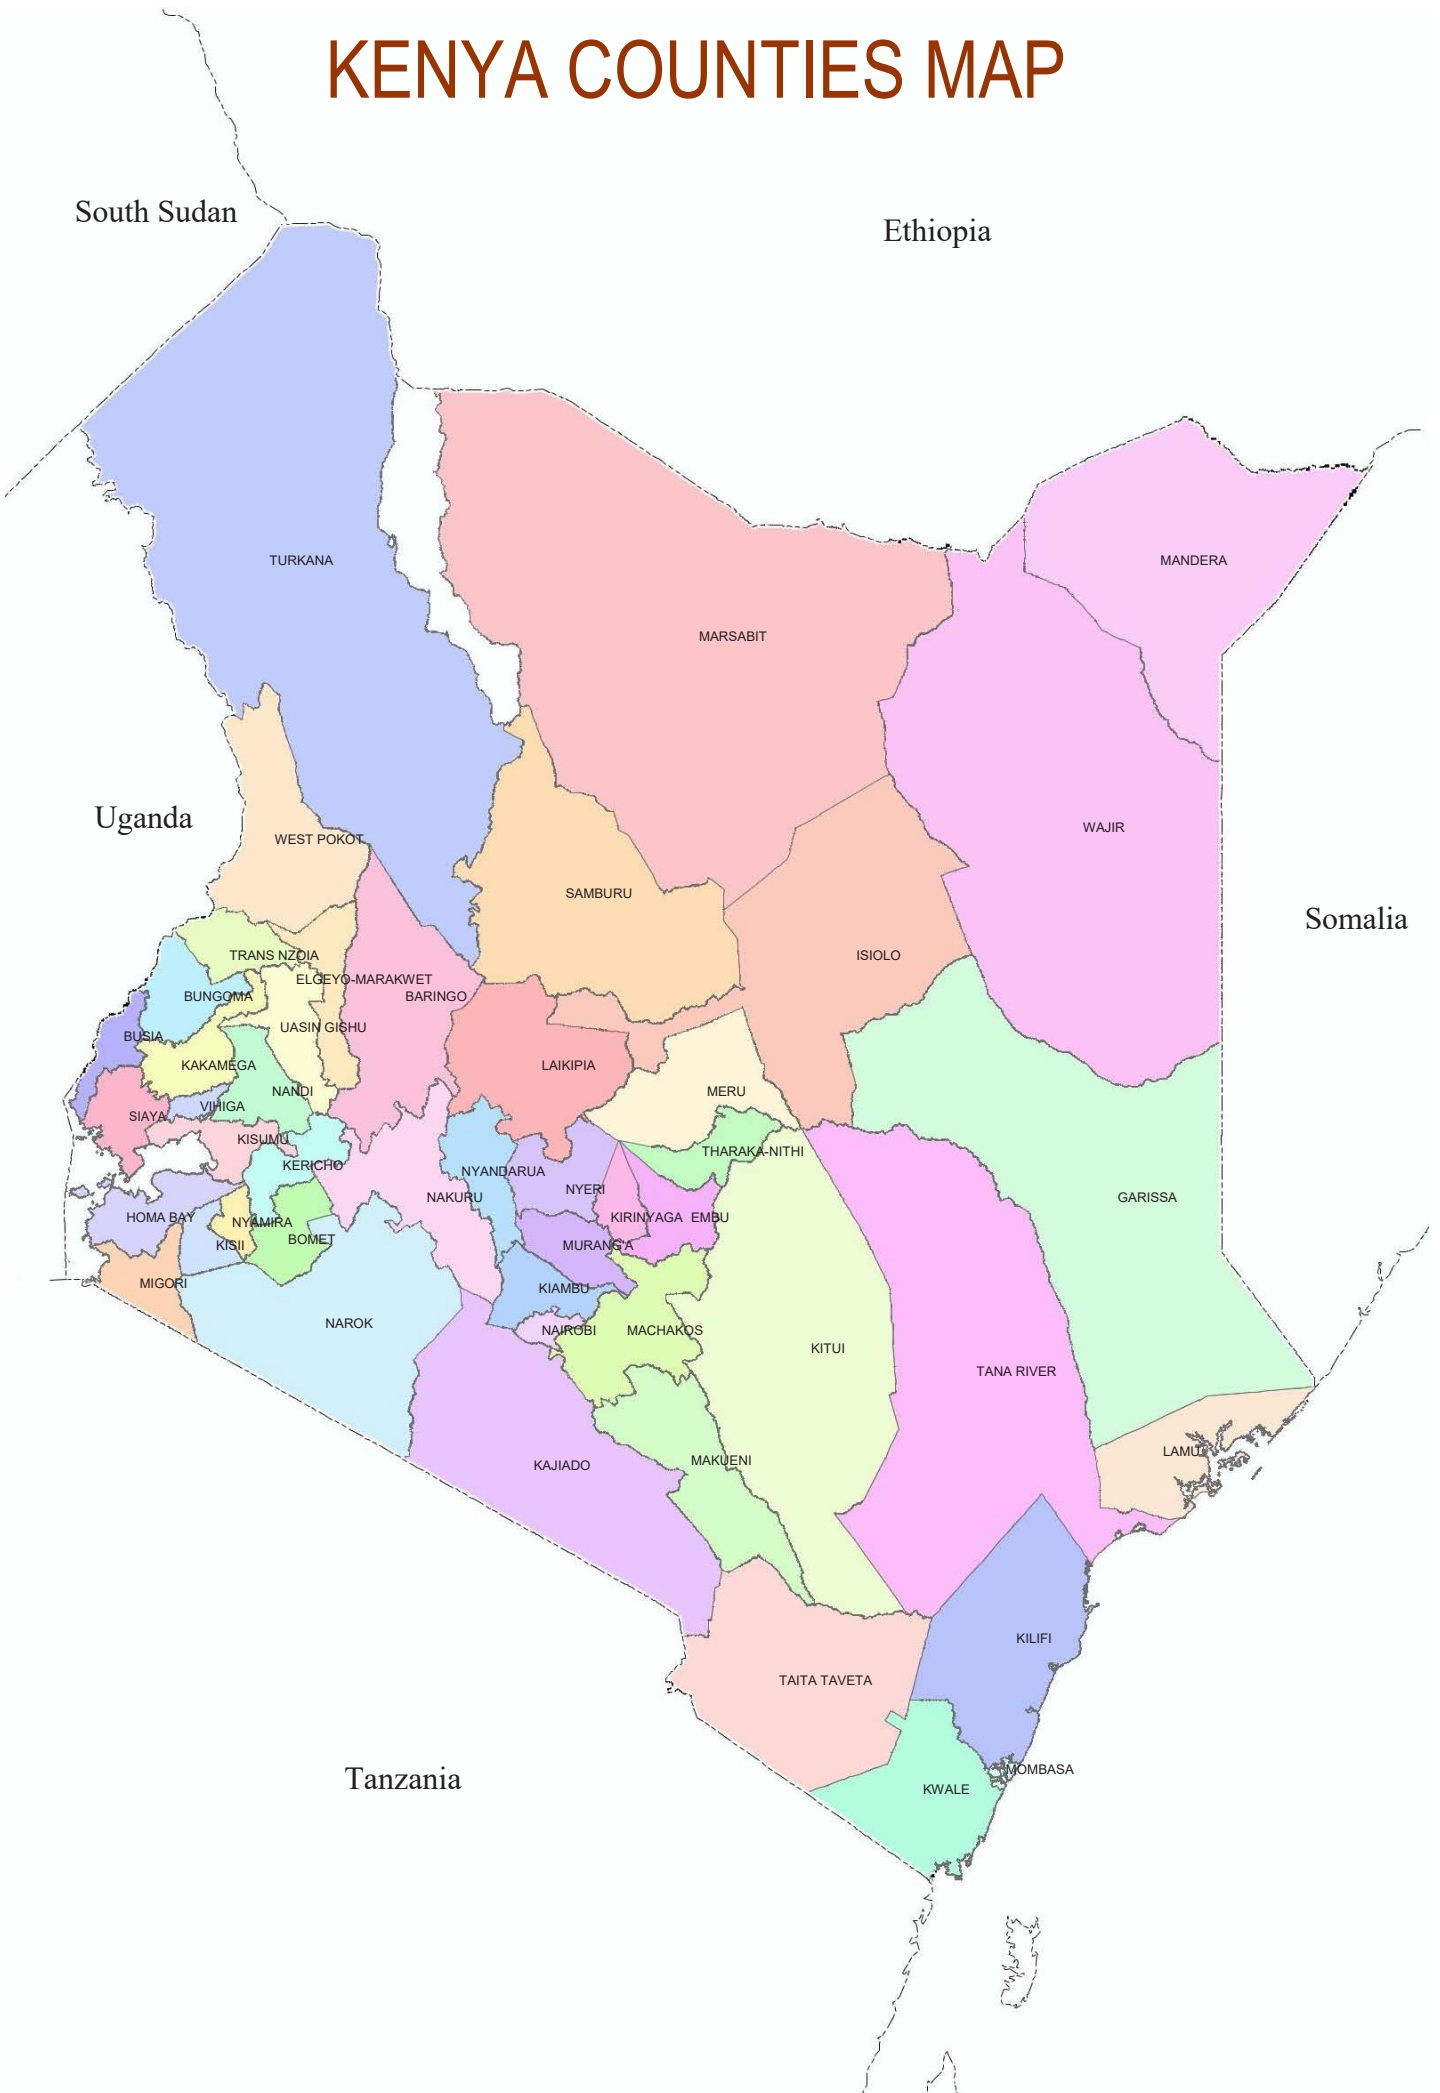 KENYA COUNTIES MAP
South Sudan
Ethiopia
TURKANA
MANDERA
MARSABIT
Uganda
WAJIR
WEST POKOT
SAMBURU
Somalia
TRANS NZOIA
ISIOLO
ELGEYO-MARAKWET
BUNGOMA
BARINGO
UASIN GISHU
BUSIA
KAKAMEGA
LAIKIPIA
NANDI
MERU
VIHIGA
SIAYA
KISUMU
THARAKA-NITHI
KERICHO
NYANDARUA
NYERI
NAKURU
GARISSA
HOMA BAY
NYAMIRA
KIRINYAGA
EMBU
BOMET
KISII
MURANG'A
MIGORI
KIAMBU
NAROK
NAIROBI
MACHAKOS
KITUI
TANA RIVER
LAMU
MAKUENI
KAJIADO
KILIFI
TAITA TAVETA
MOMBASA
Tanzania
KWALE